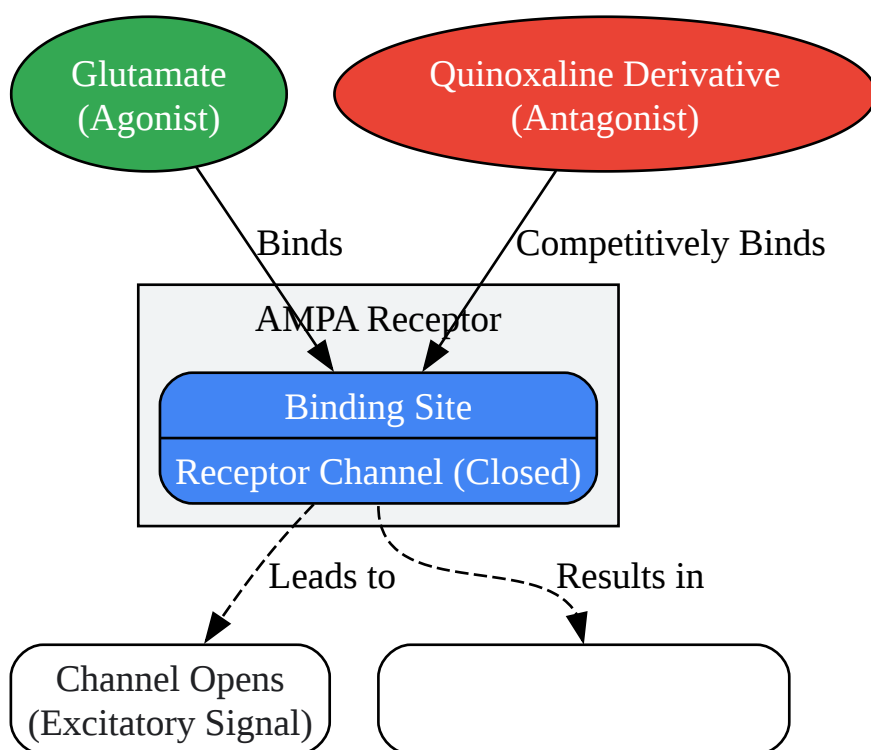 Glutamate
(Agonist)
Quinoxaline Derivative
(Antagonist)
Binds
Competitively Binds
AMPA Receptor
Binding Site
Receptor Channel (Closed)
Leads to
Results in
Channel Opens
(Excitatory Signal)